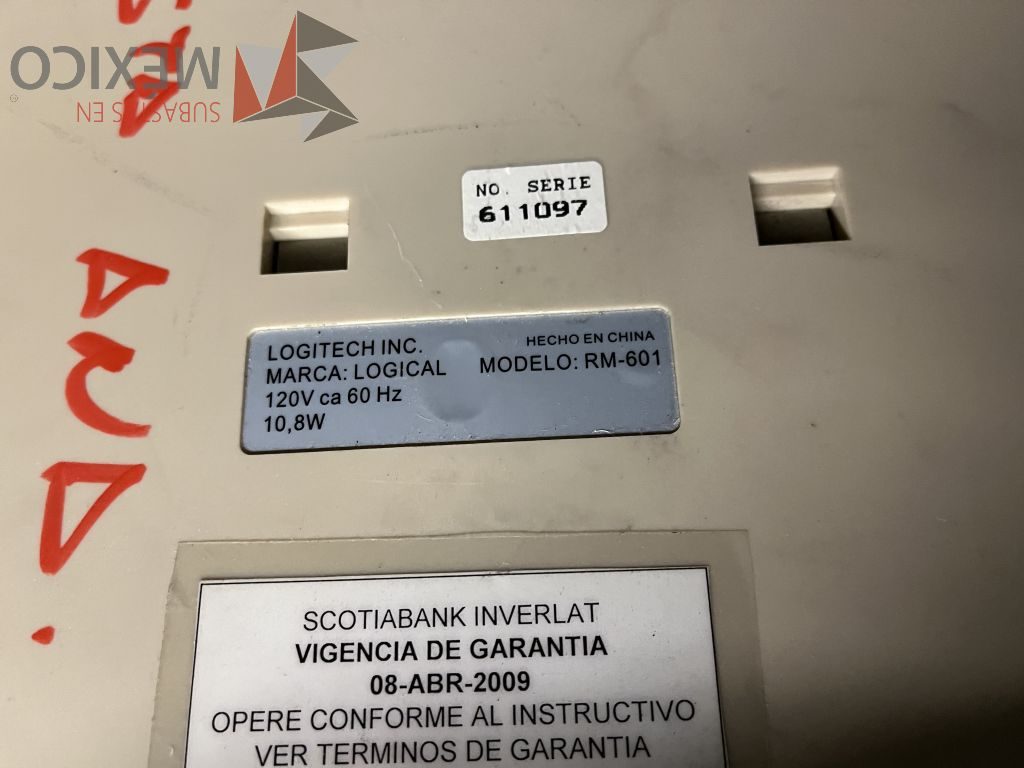 MEXICO
SUBASTAS EN
NO. SERIE
611097
LOGITECH INC.
HECHO EN CHINA
MARCA: LOGICAL
MODELO: RM-601
120V ca 60 Hz
10,8W
SCOTIABANK INVERLAT
VIGENCIA DE GARANTIA
08-ABR-2009
OPERE CONFORME AL INSTRUCTIVO
VER TERMINOS DE GARANTIA